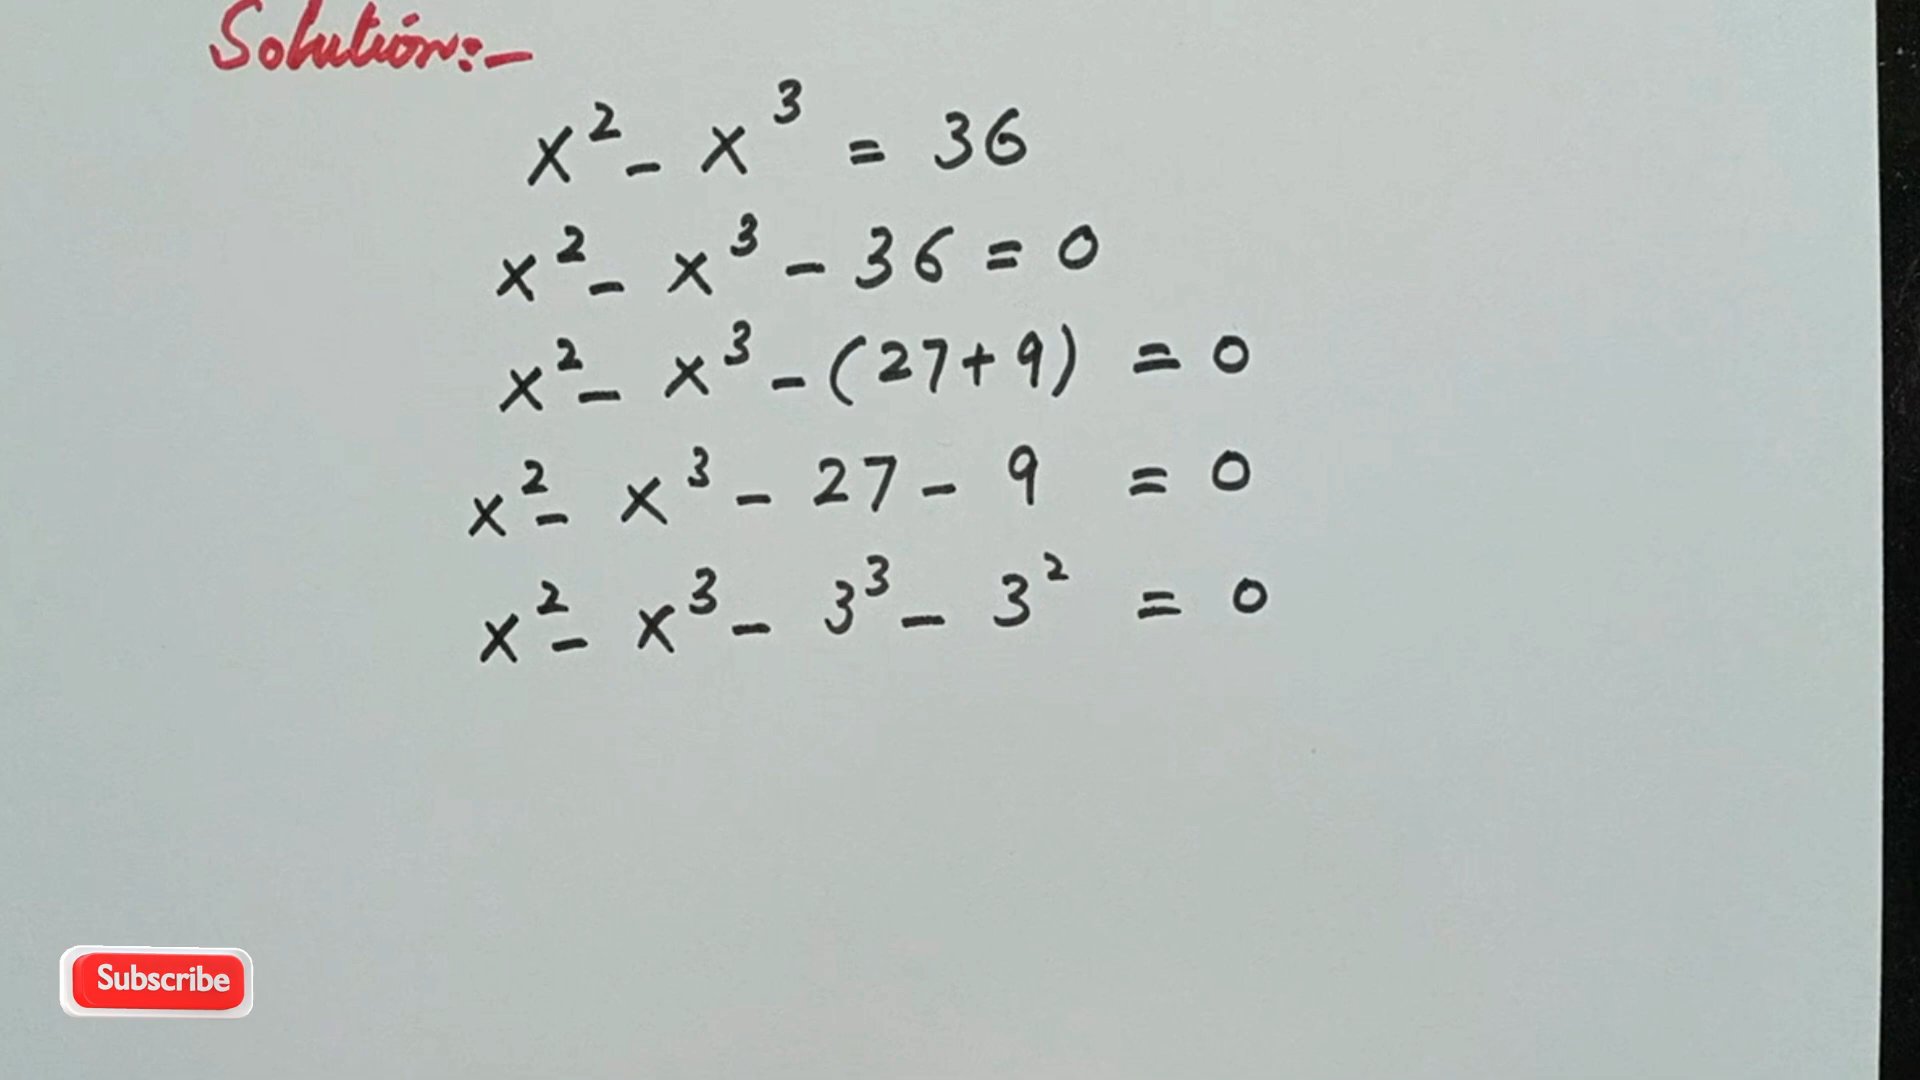 Solution:-
x² - x³ = 36
x² - x³ - 36 = 0
x² - x³ - (27+9) = 0
x² - x³ - 27 - 9 = 0
x² - x³ - 3³ - 3² = 0
Subscribe